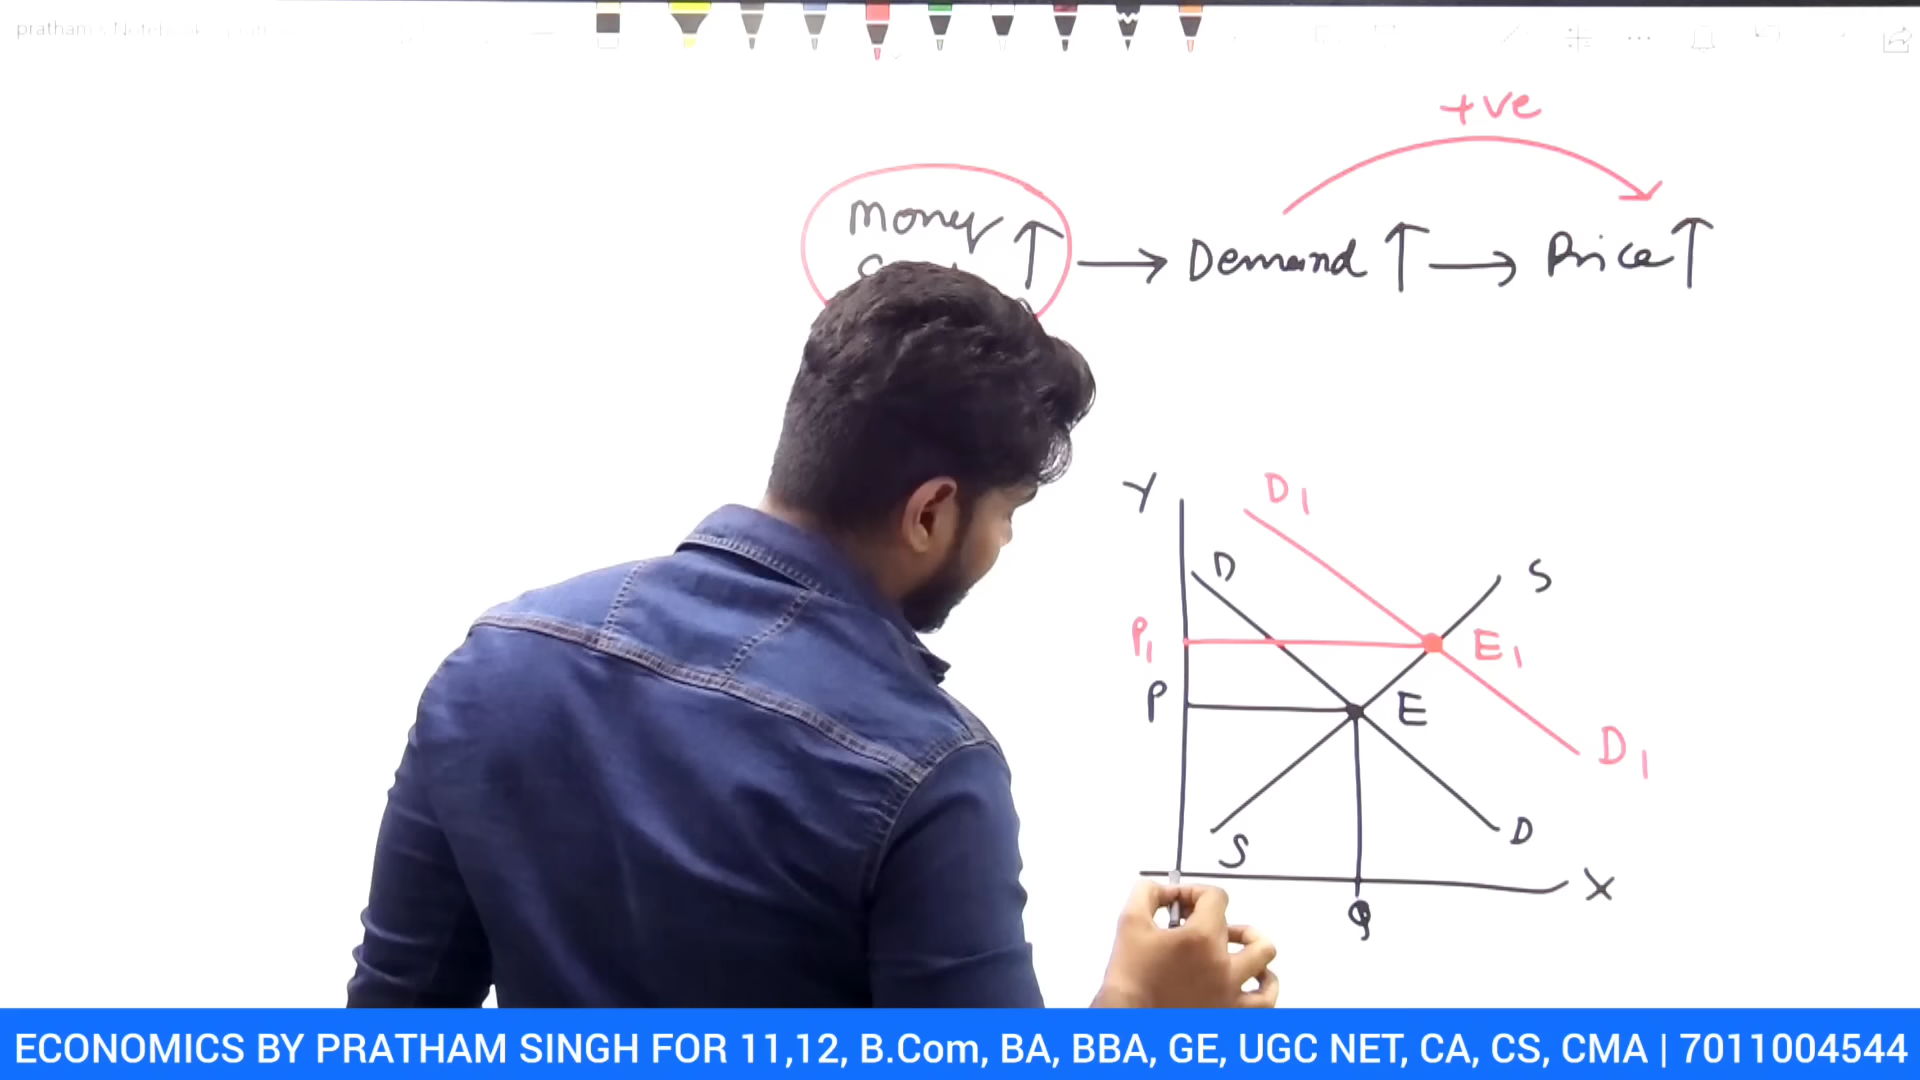 +ve
Money ↑ → Demand ↑ → Price ↑
Y
D1
D
S
P1
E1
P
E
D1
D
S
X
Q
ECONOMICS BY PRATHAM SINGH FOR 11,12, B.Com, BA, BBA, GE, UGC NET, CA, CS, CMA | 7011004544